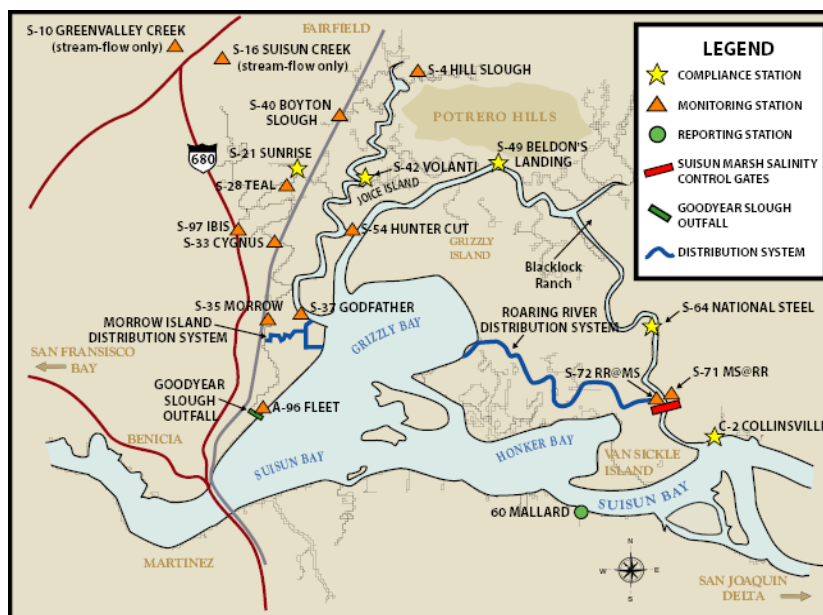 S-10 GREENVALLEY CREEK
(stream-flow only)
FAIRFIELD
S-16 SUISUN CREEK
(stream-flow only)
S-4 HILL SLOUGH
S-40 BOYTON
SLOUGH
POTRERO HILLS
680
S-21 SUNRISE
S-49 BELDON'S
LANDING
S-42 VOLANTI
S-28 TEAL
JOICE ISLAND
S-97 IBIS
S-33 CYGNUS
S-54 HUNTER CUT
GRIZZLY
ISLAND
Blacklock
Ranch
S-35 MORROW
S-37 GODFATHER
MORROW ISLAND
DISTRIBUTION SYSTEM
GRIZZLY BAY
ROARING RIVER
DISTRIBUTION SYSTEM
S-64 NATIONAL STEEL
SAN FRANSISCO
BAY
S-72 RR@MS
S-71 MS@RR
GOODYEAR
SLOUGH
OUTFALL
A-96 FLEET
C-2 COLLINSVILLE
BENICIA
SUISUN BAY
HONKER BAY
VAN SICKLE
ISLAND
SUISUN BAY
60 MALLARD
MARTINEZ
N
W
E
S
SAN JOAQUIN
DELTA
LEGEND
COMPLIANCE STATION
MONITORING STATION
REPORTING STATION
SUISUN MARSH SALINITY
CONTROL GATES
GOODYEAR SLOUGH
OUTFALL
DISTRIBUTION SYSTEM